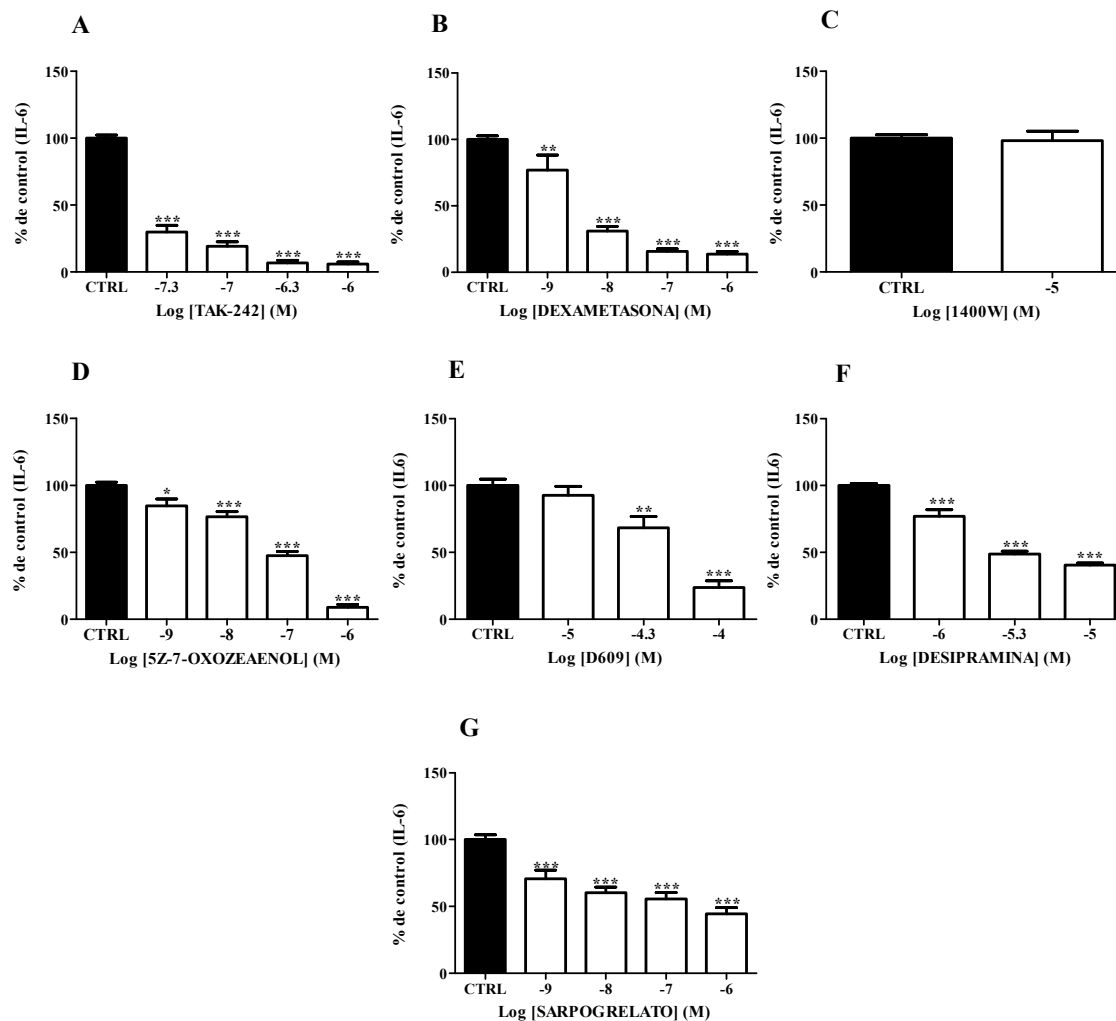 A
% de control (IL-6)
150
100
50
0
***
***
***
***
CTRL -7.3 -7 -6.3 -6
Log [TAK-242] (M)
B
% de control (IL-6)
150
100
50
0
**
***
***
***
CTRL -9 -8 -7 -6
Log [DEXAMETASONA] (M)
C
% de control (IL-6)
150
100
50
0
CTRL -5
Log [1400W] (M)
D
% de control (IL-6)
150
100
50
0
*
***
***
***
CTRL -9 -8 -7 -6
Log [5Z-7-OXOZEAENOL] (M)
E
% de control (IL6)
150
100
50
0
**
***
CTRL -5 -4.3 -4
Log [D609] (M)
F
% de control (IL6)
150
100
50
0
***
***
***
CTRL -6 -5.3 -5
Log [DESIPRAMINA] (M)
G
% de control (IL-6)
150
100
50
0
***
***
***
***
CTRL -9 -8 -7 -6
Log [SARPOGRELATO] (M)